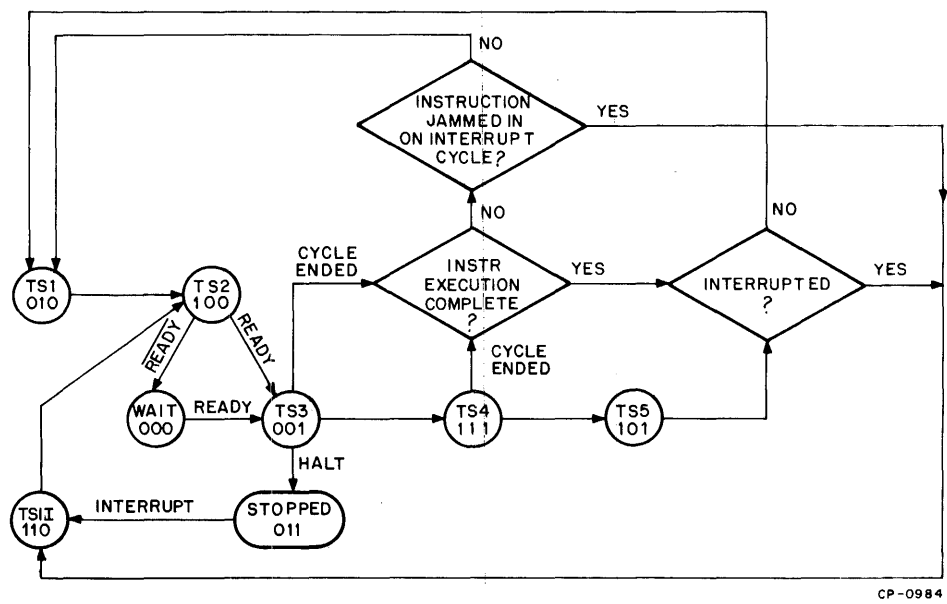 NO
INSTRUCTION
JAMMED IN
ON INTERRUPT
CYCLE?
YES
NO
NO
CYCLE
ENDED
INSTR
EXECUTION
COMPLETE
?
YES
INTERRUPTED
?
YES
TS1
010
TS2
100
READY
READY
CYCLE
ENDED
WAIT
000
READY
TS3
001
TS4
111
TS5
101
HALT
TS1I
110
INTERRUPT
STOPPED
011
CP-0984